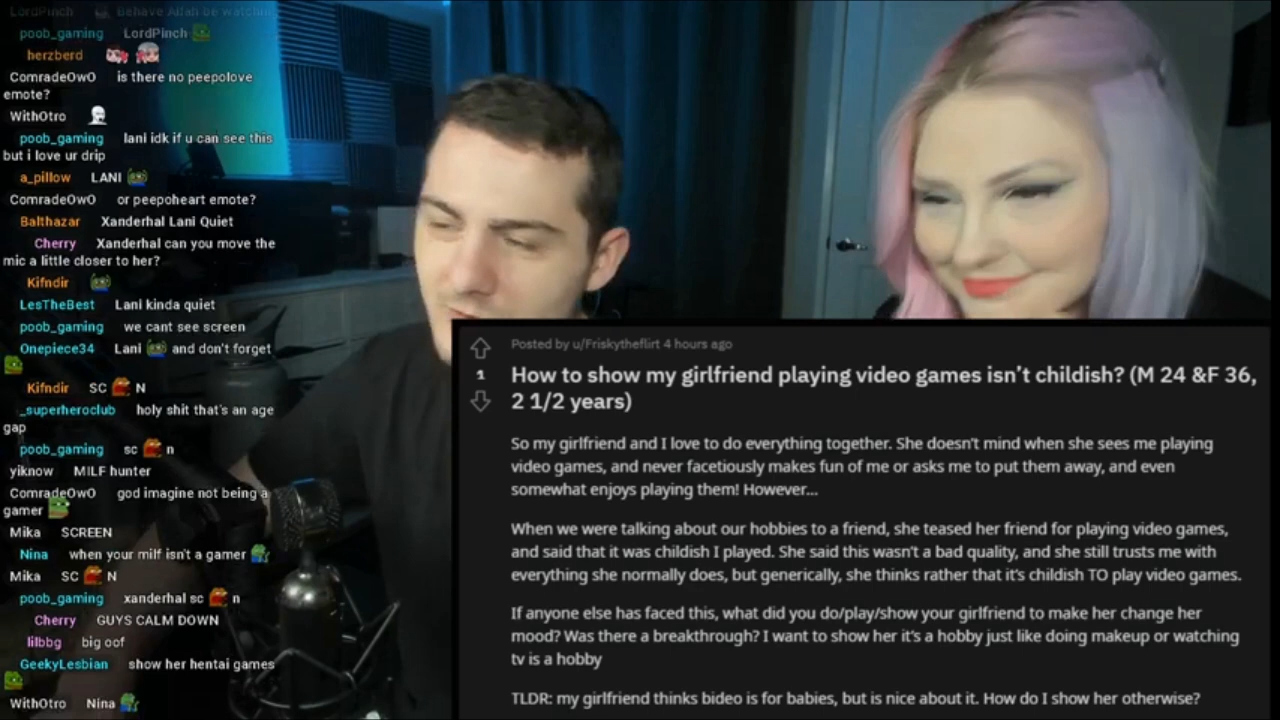 LordPinch Behave Allah be watchin
poob_gaming LordPinch
herzberd
ComradeOwO is there no peepolove
emote?
WithOtro
poob_gaming lani idk if u can see this
but i love ur drip
a_pillow LANI
ComradeOwO or peepoheart emote?
Balthazar Xanderhal Lani Quiet
Cherry Xanderhal can you move the
mic a little closer to her?
Kifndir
LesTheBest Lani kinda quiet
poob_gaming we cant see screen
Onepiece34 Lani and don't forget
Kifndir SC N
_superheroclub holy shit that's an age
gap
poob_gaming sc n
yiknow MILF hunter
ComradeOwO god imagine not being a
gamer
Mika SCREEN
Nina when your milf isn't a gamer
Mika SC N
poob_gaming xanderhal sc n
Cherry GUYS CALM DOWN
lilbbg big oof
GeekyLesbian show her hentai games
WithOtro Nina
Posted by u/Friskytheflirt 4 hours ago
1
How to show my girlfriend playing video games isn't childish? (M 24 &F 36,
2 1/2 years)
So my girlfriend and I love to do everything together. She doesn't mind when she sees me playing
video games, and never facetiously makes fun of me or asks me to put them away, and even
somewhat enjoys playing them! However...
When we were talking about our hobbies to a friend, she teased her friend for playing video games,
and said that it was childish I played. She said this wasn't a bad quality, and she still trusts me with
everything she normally does, but generically, she thinks rather that it's childish TO play video games.
If anyone else has faced this, what did you do/play/show your girlfriend to make her change her
mood? Was there a breakthrough? I want to show her it's a hobby just like doing makeup or watching
tv is a hobby
TLDR: my girlfriend thinks bideo is for babies, but is nice about it. How do I show her otherwise?